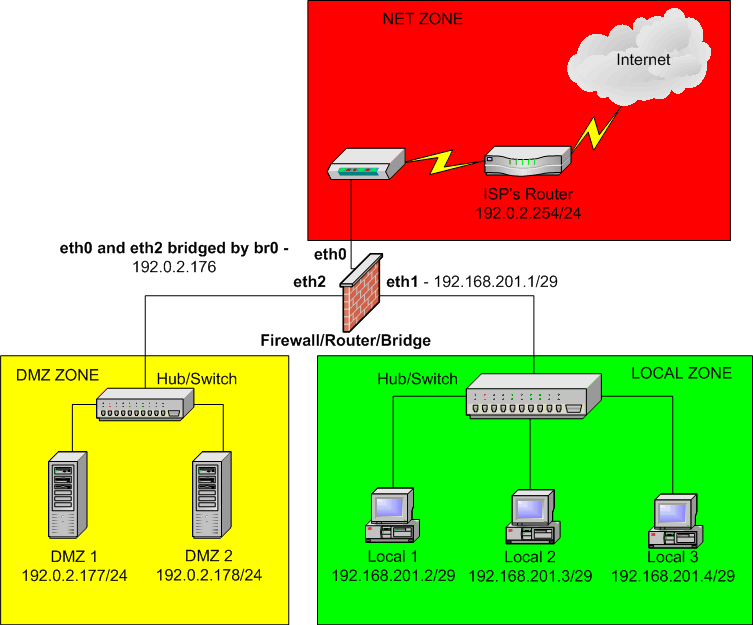 NET ZONE
Internet
ISP's Router
192.0.2.254/24
eth0 and eth2 bridged by br0 -
192.0.2.176
eth0
eth2
eth1 - 192.168.201.1/29
Firewall/Router/Bridge
DMZ ZONE
Hub/Switch
DMZ 1
192.0.2.177/24
DMZ 2
192.0.2.178/24
LOCAL ZONE
Hub/Switch
Local 1
192.168.201.2/29
Local 2
192.168.201.3/29
Local 3
192.168.201.4/29